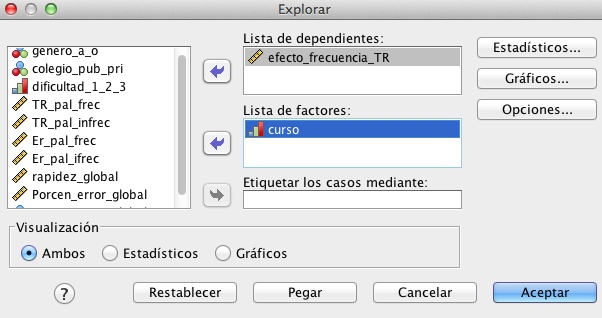 Explorar
genero_a_o
colegio_pub_pri
dificultad_1_2_3
TR_pal_frec
TR_pal_infrec
Er_pal_frec
Er_pal_ifrec
rapidez_global
Porcen_error_global
Lista de dependientes:
efecto_frecuencia_TR
Lista de factores:
curso
Etiquetar los casos mediante:
Estadísticos...
Gráficos...
Opciones...
Visualización
Ambos Estadísticos Gráficos
? Restablecer Pegar Cancelar Aceptar